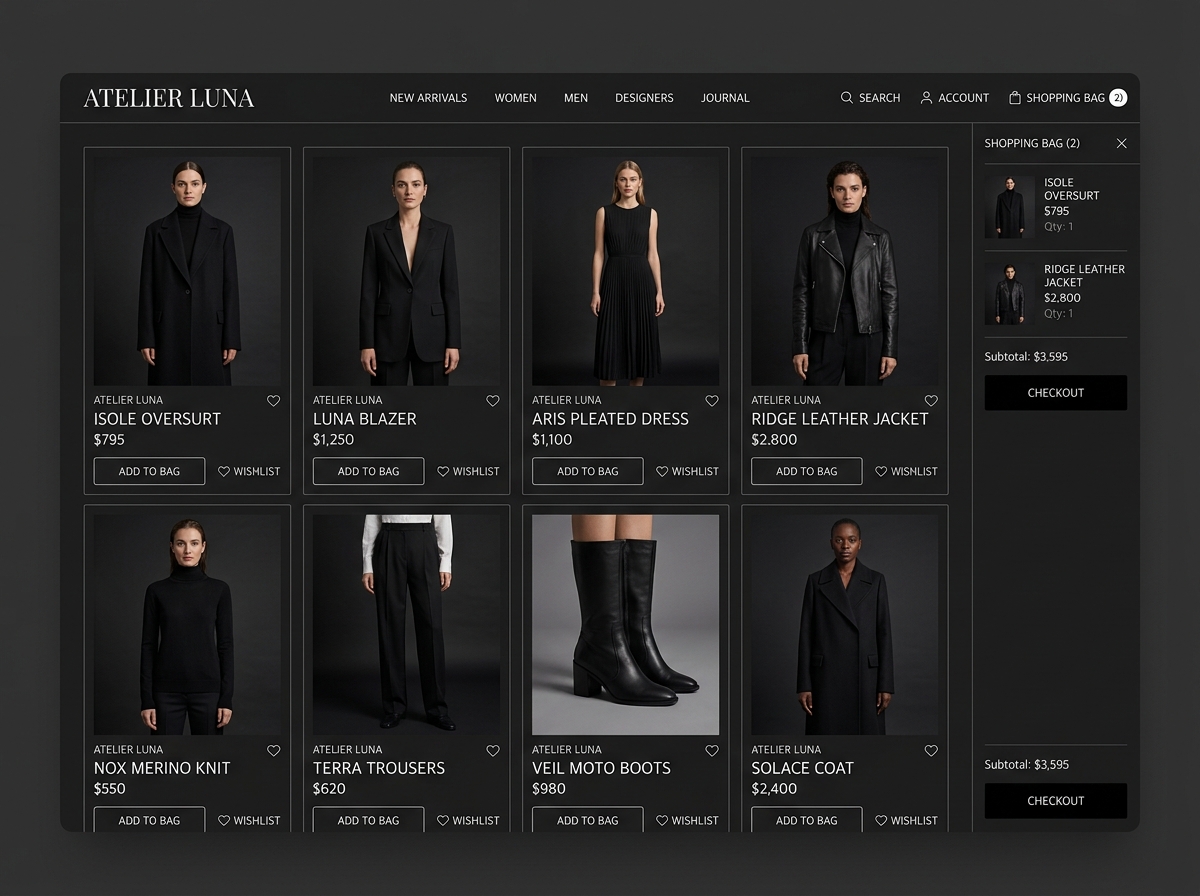 ATELIER LUNA
NEW ARRIVALS WOMEN MEN DESIGNERS JOURNAL
SEARCH ACCOUNT SHOPPING BAG 2)
ATELIER LUNA
ISOLE OVERSURT
$795
ADD TO BAG WISHLIST
ATELIER LUNA
LUNA BLAZER
$1,250
ADD TO BAG WISHLIST
ATELIER LUNA
ARIS PLEATED DRESS
$1,100
ADD TO BAG WISHLIST
ATELIER LUNA
RIDGE LEATHER JACKET
$2.800
ADD TO BAG WISHLIST
ATELIER LUNA
NOX MERINO KNIT
$550
ADD TO BAG WISHLIST
ATELIER LUNA
TERRA TROUSERS
$620
ADD TO BAG WISHLIST
ATELIER LUNA
VEIL MOTO BOOTS
$980
ADD TO BAG WISHLIST
ATELIER LUNA
SOLACE COAT
$2,400
ADD TO BAG WISHLIST
SHOPPING BAG (2)
ISOLE
OVERSURT
$795
Qty: 1
RIDGE LEATHER
JACKET
$2,800
Qty: 1
Subtotal: $3,595
CHECKOUT
Subtotal: $3,595
CHECKOUT